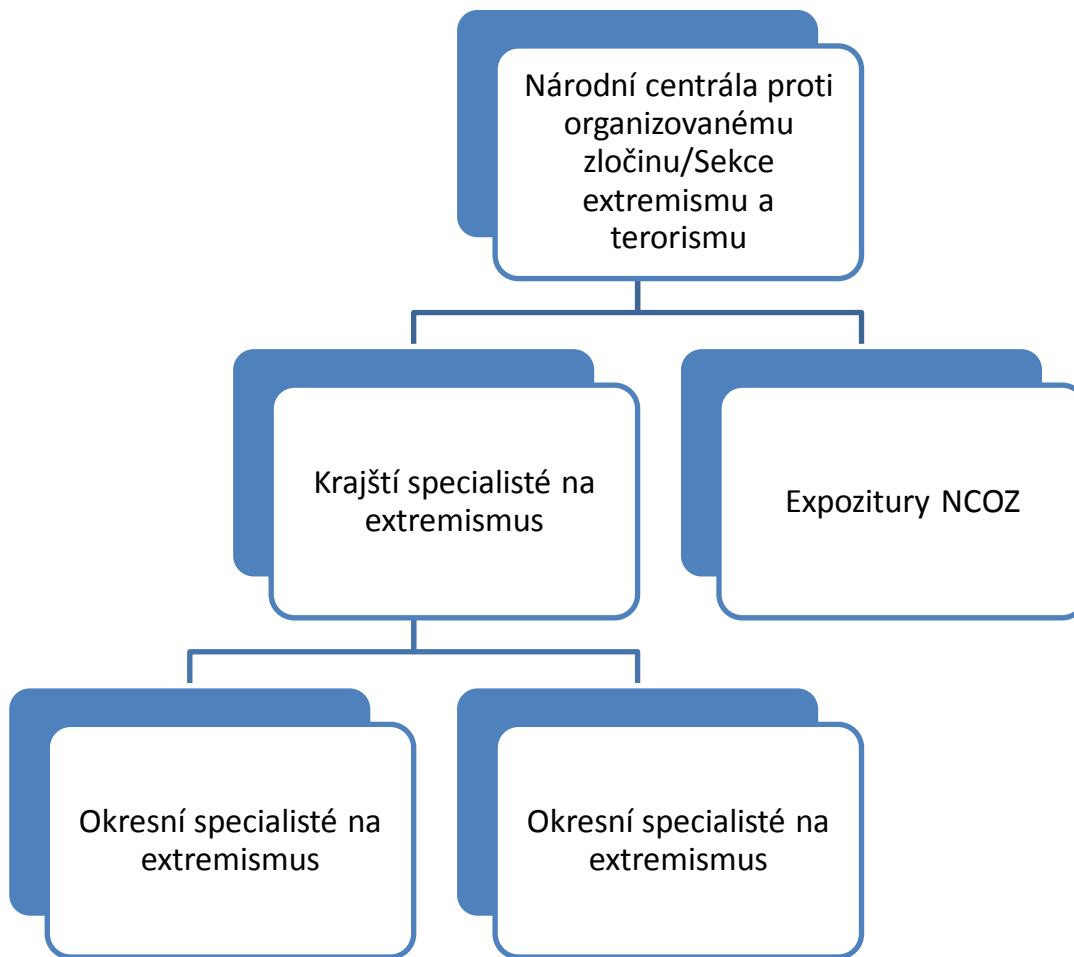 Národní centrála proti
organizovanému
zločinu/Sekce
extremismu a
terorismu
Krajští specialisté na
extremismus
Expozitury NCOZ
Okresní specialisté na
extremismus
Okresní specialisté na
extremismus